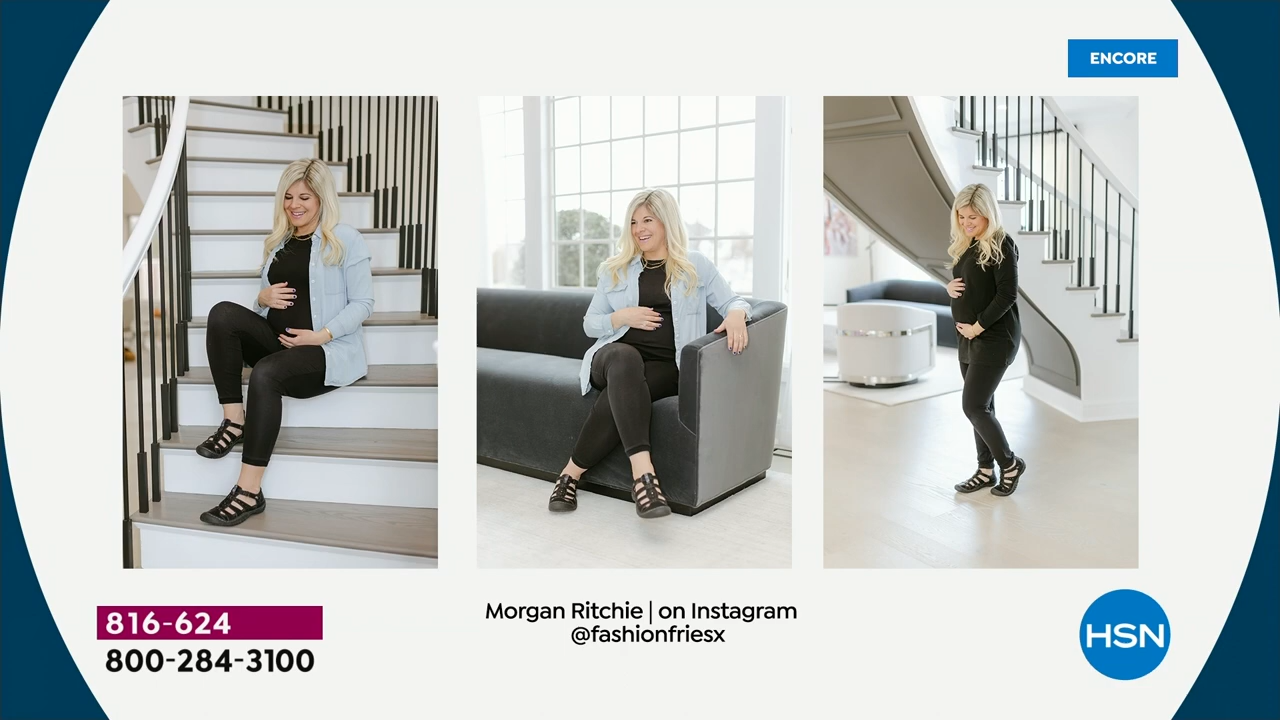 ENCORE
816-624
800-284-3100
Morgan Ritchie | on Instagram
@fashionfriesx
HSN